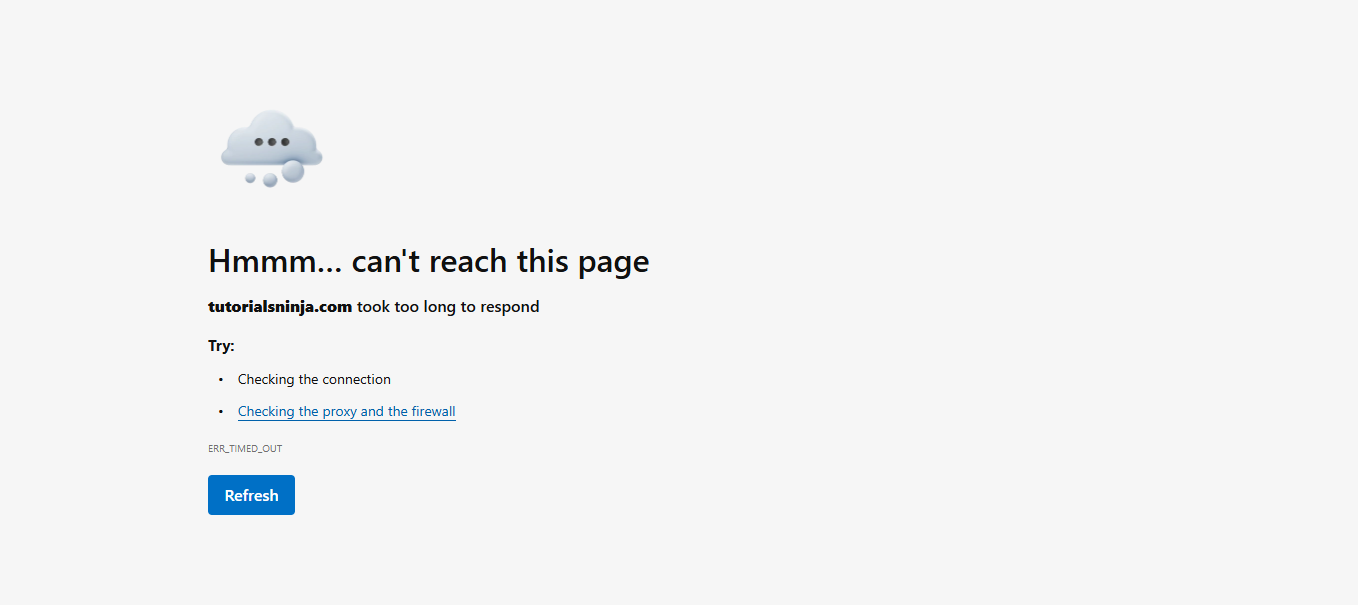 Hmmm... can't reach this page
tutorialsninja.com took too long to respond
Try:
• Checking the connection
• Checking the proxy and the firewall
ERR_TIMED_OUT
Refresh